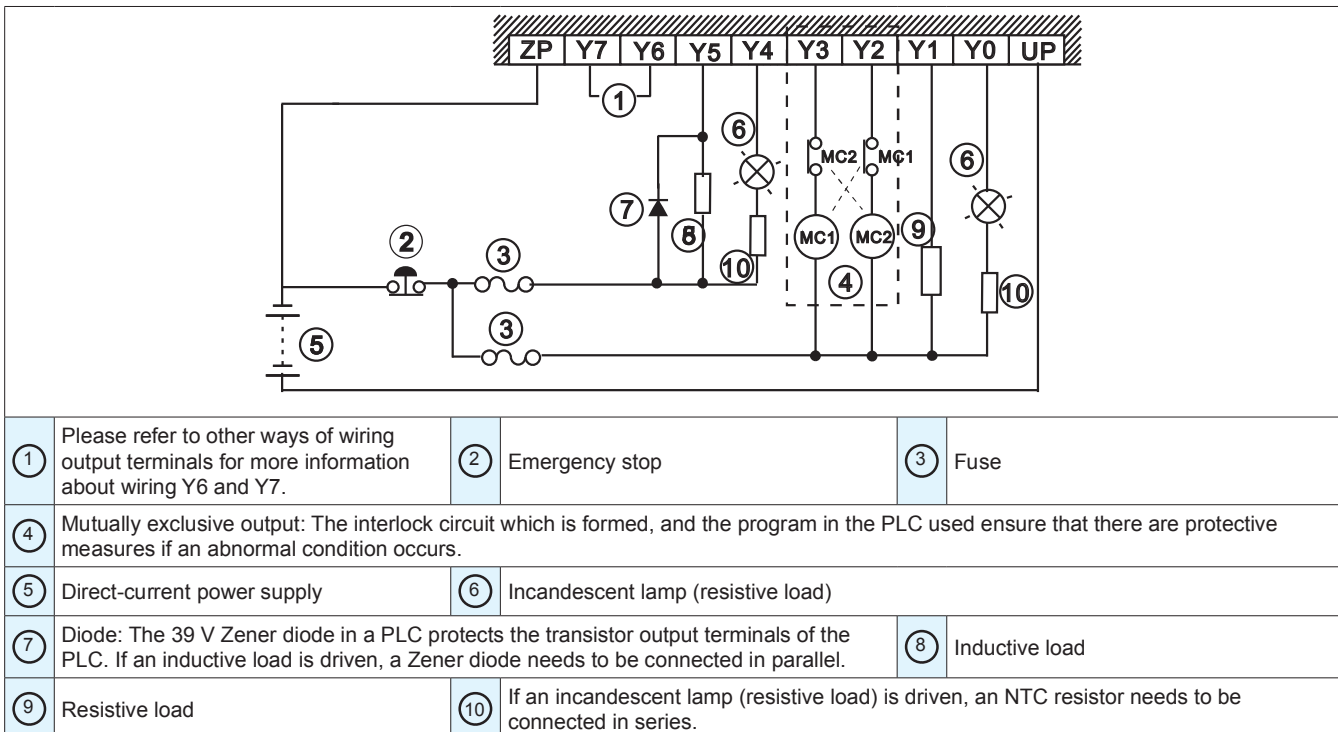 ZP Y7 Y6 Y5 Y4 Y3 Y2 Y1 Y0 UP
1
6
MC2 MC1
6
7
8
9
MC1 MC2
2
3
10
4
10
3
5
1 Please refer to other ways of wiring
output terminals for more information
about wiring Y6 and Y7.
2 Emergency stop
3 Fuse
4 Mutually exclusive output: The interlock circuit which is formed, and the program in the PLC used ensure that there are protective
measures if an abnormal condition occurs.
5 Direct-current power supply
6 Incandescent lamp (resistive load)
7 Diode: The 39 V Zener diode in a PLC protects the transistor output terminals of the
PLC. If an inductive load is driven, a Zener diode needs to be connected in parallel.
8 Inductive load
9 Resistive load
10 If an incandescent lamp (resistive load) is driven, an NTC resistor needs to be
connected in series.